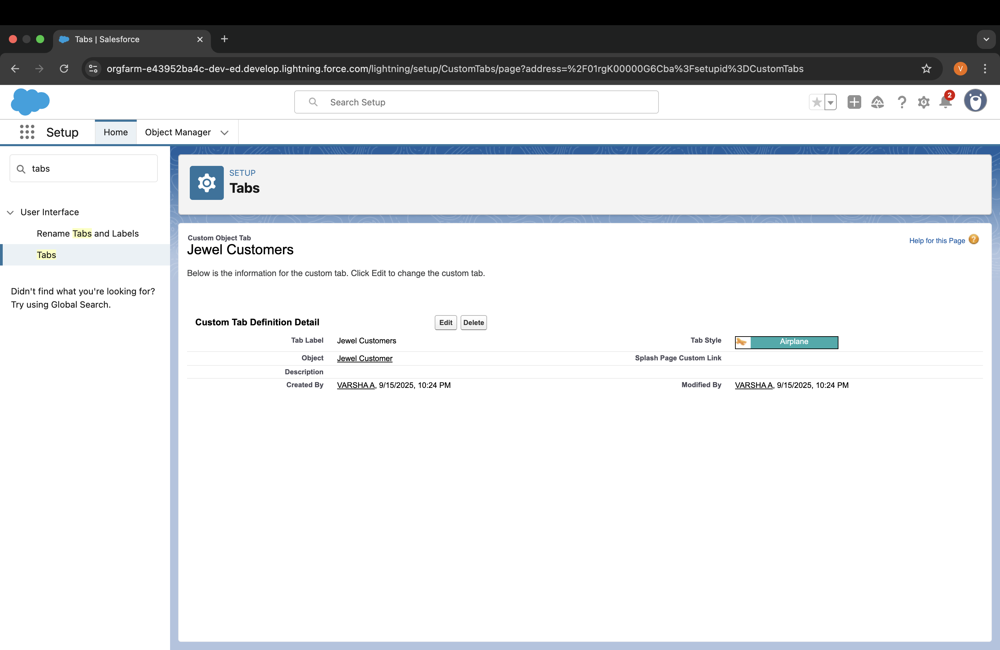 Tabs | Salesforce
orgfarm-e43952ba4c-dev-ed.develop.lightning.force.com/lightning/setup/CustomTabs/page?address=%2F01rgK00000G6Cba%3Fsetupid%3DCustomTabs
V
Search Setup
2
Setup
Home
Object Manager
tabs
User Interface
Rename Tabs and Labels
Tabs
Didn't find what you're looking for?
Try using Global Search.
SETUP
Tabs
Custom Object Tab
Jewel Customers
Help for this Page
Below is the information for the custom tab. Click Edit to change the custom tab.
Custom Tab Definition Detail
Edit
Delete
Tab Label Jewel Customers
Tab Style Airplane
Object Jewel Customer
Splash Page Custom Link
Description
Created By VARSHA A, 9/15/2025, 10:24 PM
Modified By VARSHA A, 9/15/2025, 10:24 PM